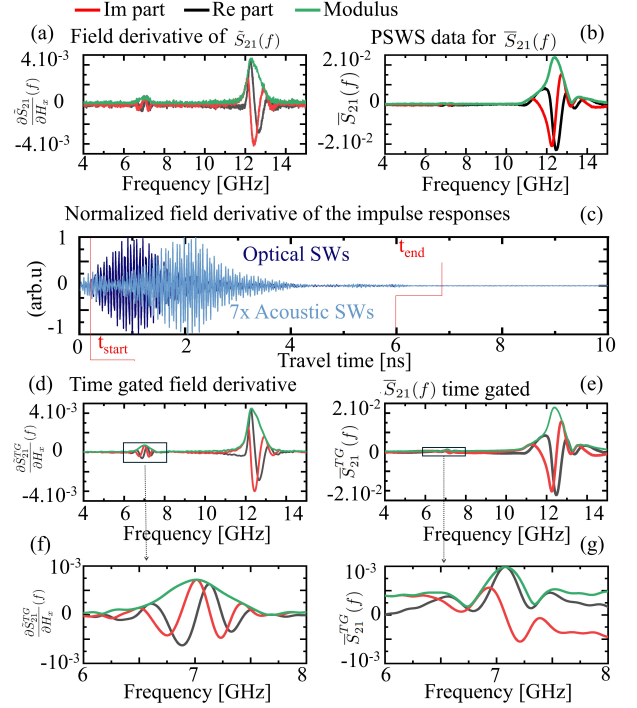 Im part Re part Modulus
(a) Field derivative of S̃₂₁(f)
PSWS data for S̅₂₁(f) (b)
∂S̃₂₁/∂Hₓ (f)
4.10⁻³
0
-4.10⁻³
4 6 8 10 12 14
Frequency [GHz]
S̅₂₁(f)
2.10⁻²
0
-2.10⁻²
4 6 8 10 12 14
Frequency [GHz]
Normalized field derivative of the impulse responses (c)
(arb.u)
1
0
-1
Optical SWs
7x Acoustic SWs
t_start
t_end
0 2 4 6 8 10
Travel time [ns]
(d) Time gated field derivative
S̅₂₁(f) time gated (e)
∂S̃₂₁ᵀᴳ/∂Hₓ (f)
4.10⁻³
0
-4.10⁻³
4 6 8 10 12 14
Frequency [GHz]
S̅₂₁ᵀᴳ(f)
2.10⁻²
0
-2.10⁻²
4 6 8 10 12 14
Frequency [GHz]
(f)
∂S̃₂₁ᵀᴳ/∂Hₓ (f)
10⁻³
0
-10⁻³
6 7 8
Frequency [GHz]
(g)
S̅₂₁ᵀᴳ(f)
10⁻³
0
-10⁻³
6 7 8
Frequency [GHz]